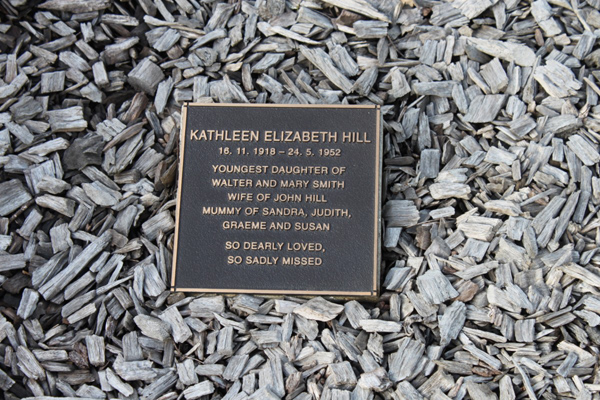 KATHLEEN ELIZABETH HILL
16. 11. 1918 – 24. 5. 1952
YOUNGEST DAUGHTER OF
WALTER AND MARY SMITH
WIFE OF JOHN HILL
MUMMY OF SANDRA, JUDITH,
GRAEME AND SUSAN
SO DEARLY LOVED,
SO SADLY MISSED